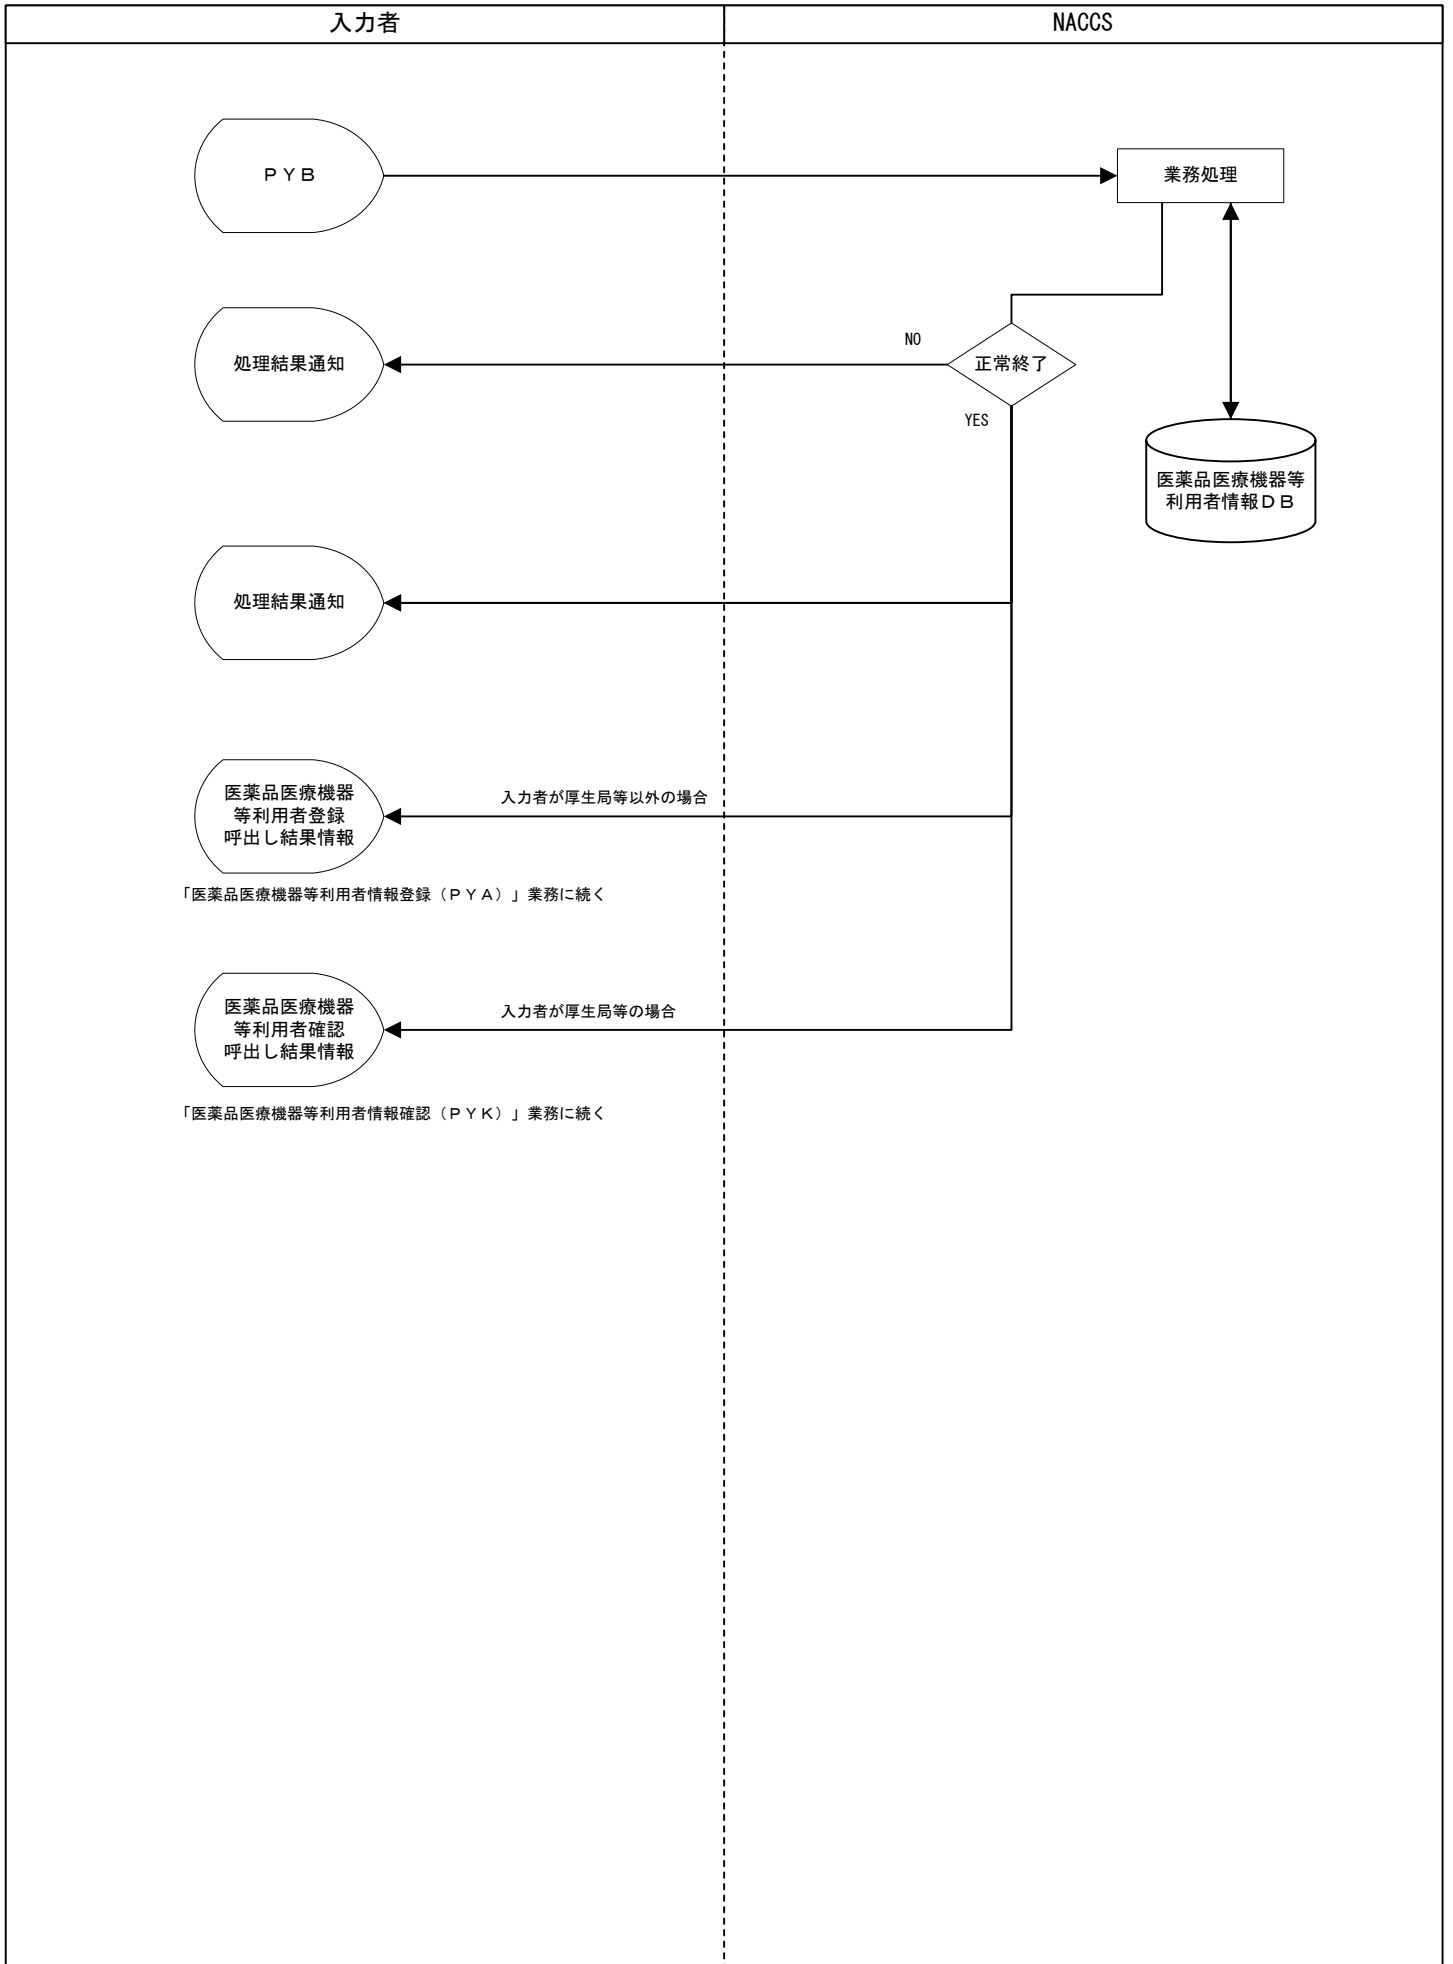 入力者
NACCS
ＰＹＢ
業務処理
処理結果通知
NO
正常終了
YES
医薬品医療機器等
利用者情報ＤＢ
処理結果通知
医薬品医療機器
等利用者登録
呼出し結果情報
入力者が厚生局等以外の場合
「医薬品医療機器等利用者情報登録（ＰＹＡ）」業務に続く
医薬品医療機器
等利用者確認
呼出し結果情報
入力者が厚生局等の場合
「医薬品医療機器等利用者情報確認（ＰＹＫ）」業務に続く